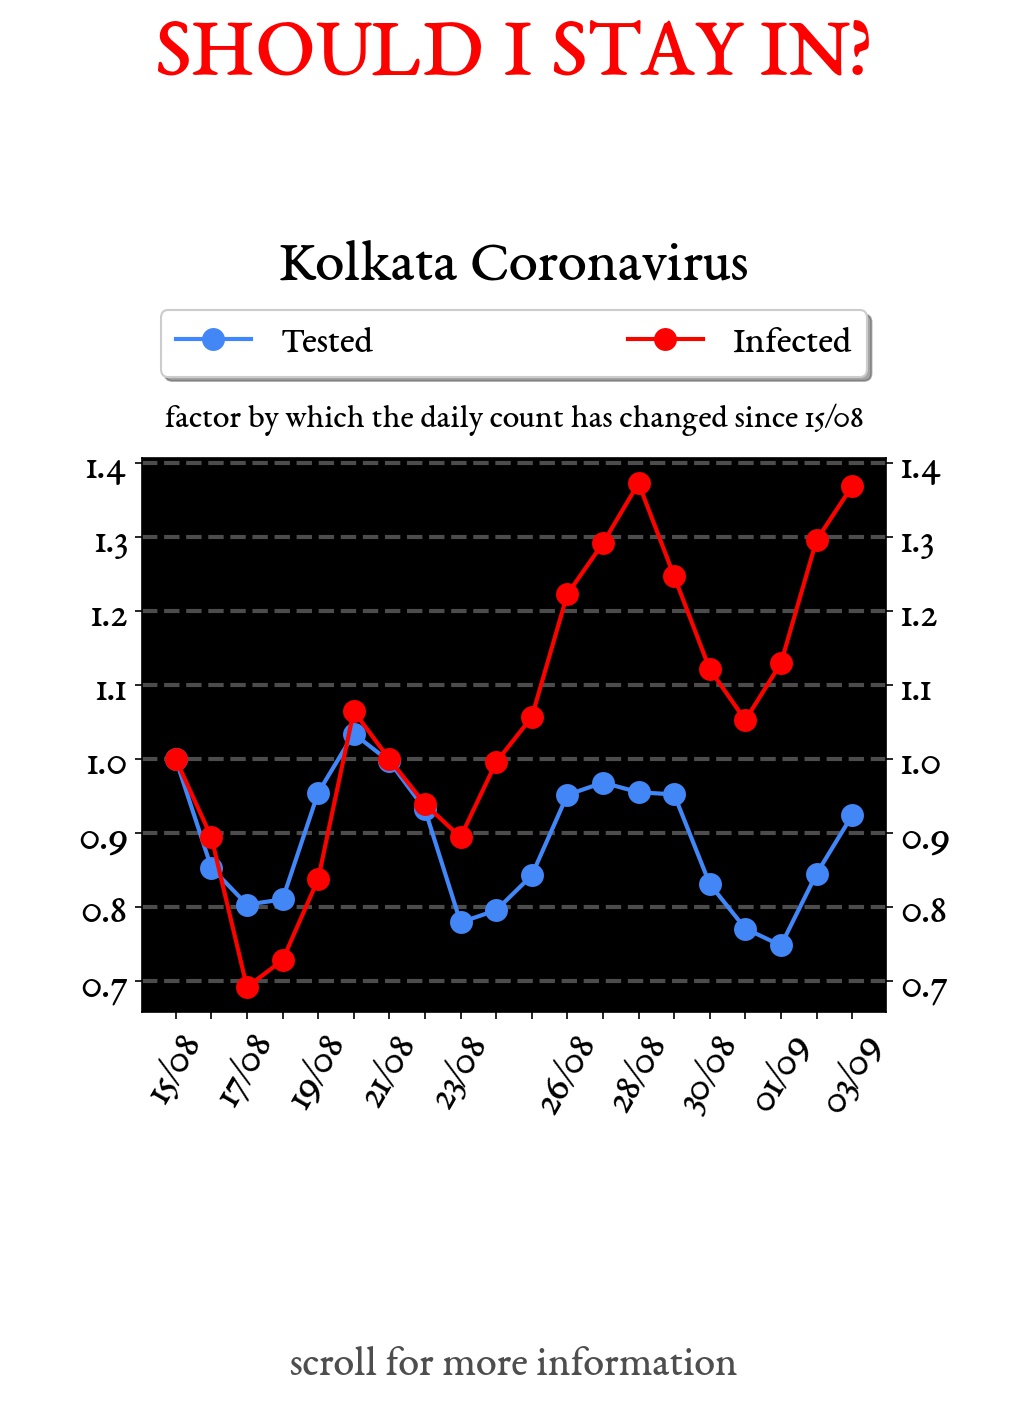 SHOULD I STAY IN?
Kolkata Coronavirus
Tested Infected
factor by which the daily count has changed since 15/08
1.4 1.4
1.3 1.3
1.2 1.2
1.1 1.1
1.0 1.0
0.9 0.9
0.8 0.8
0.7 0.7
15/08 17/08 19/08 21/08 23/08 26/08 28/08 30/08 01/09 03/09
scroll for more information